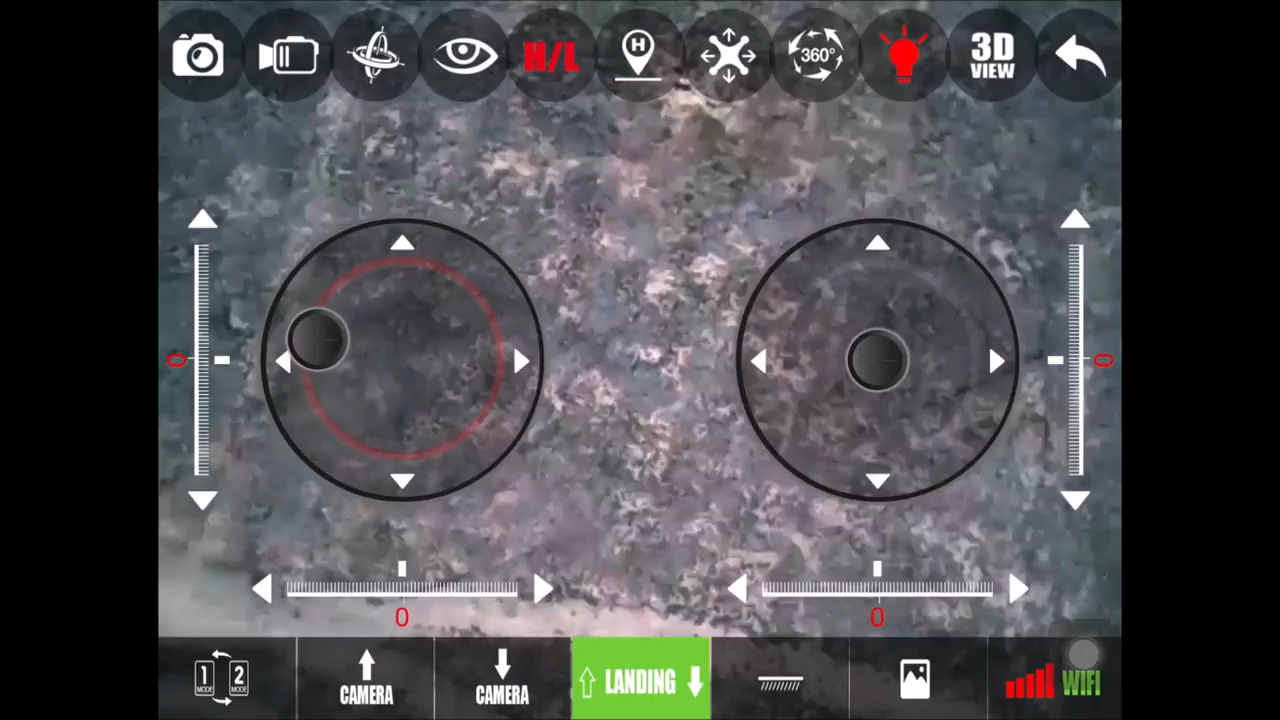 H/L
H
360°
3D
VIEW
0
0
0
0
1
MODE
2
MODE
CAMERA
CAMERA
LANDING
WIFI